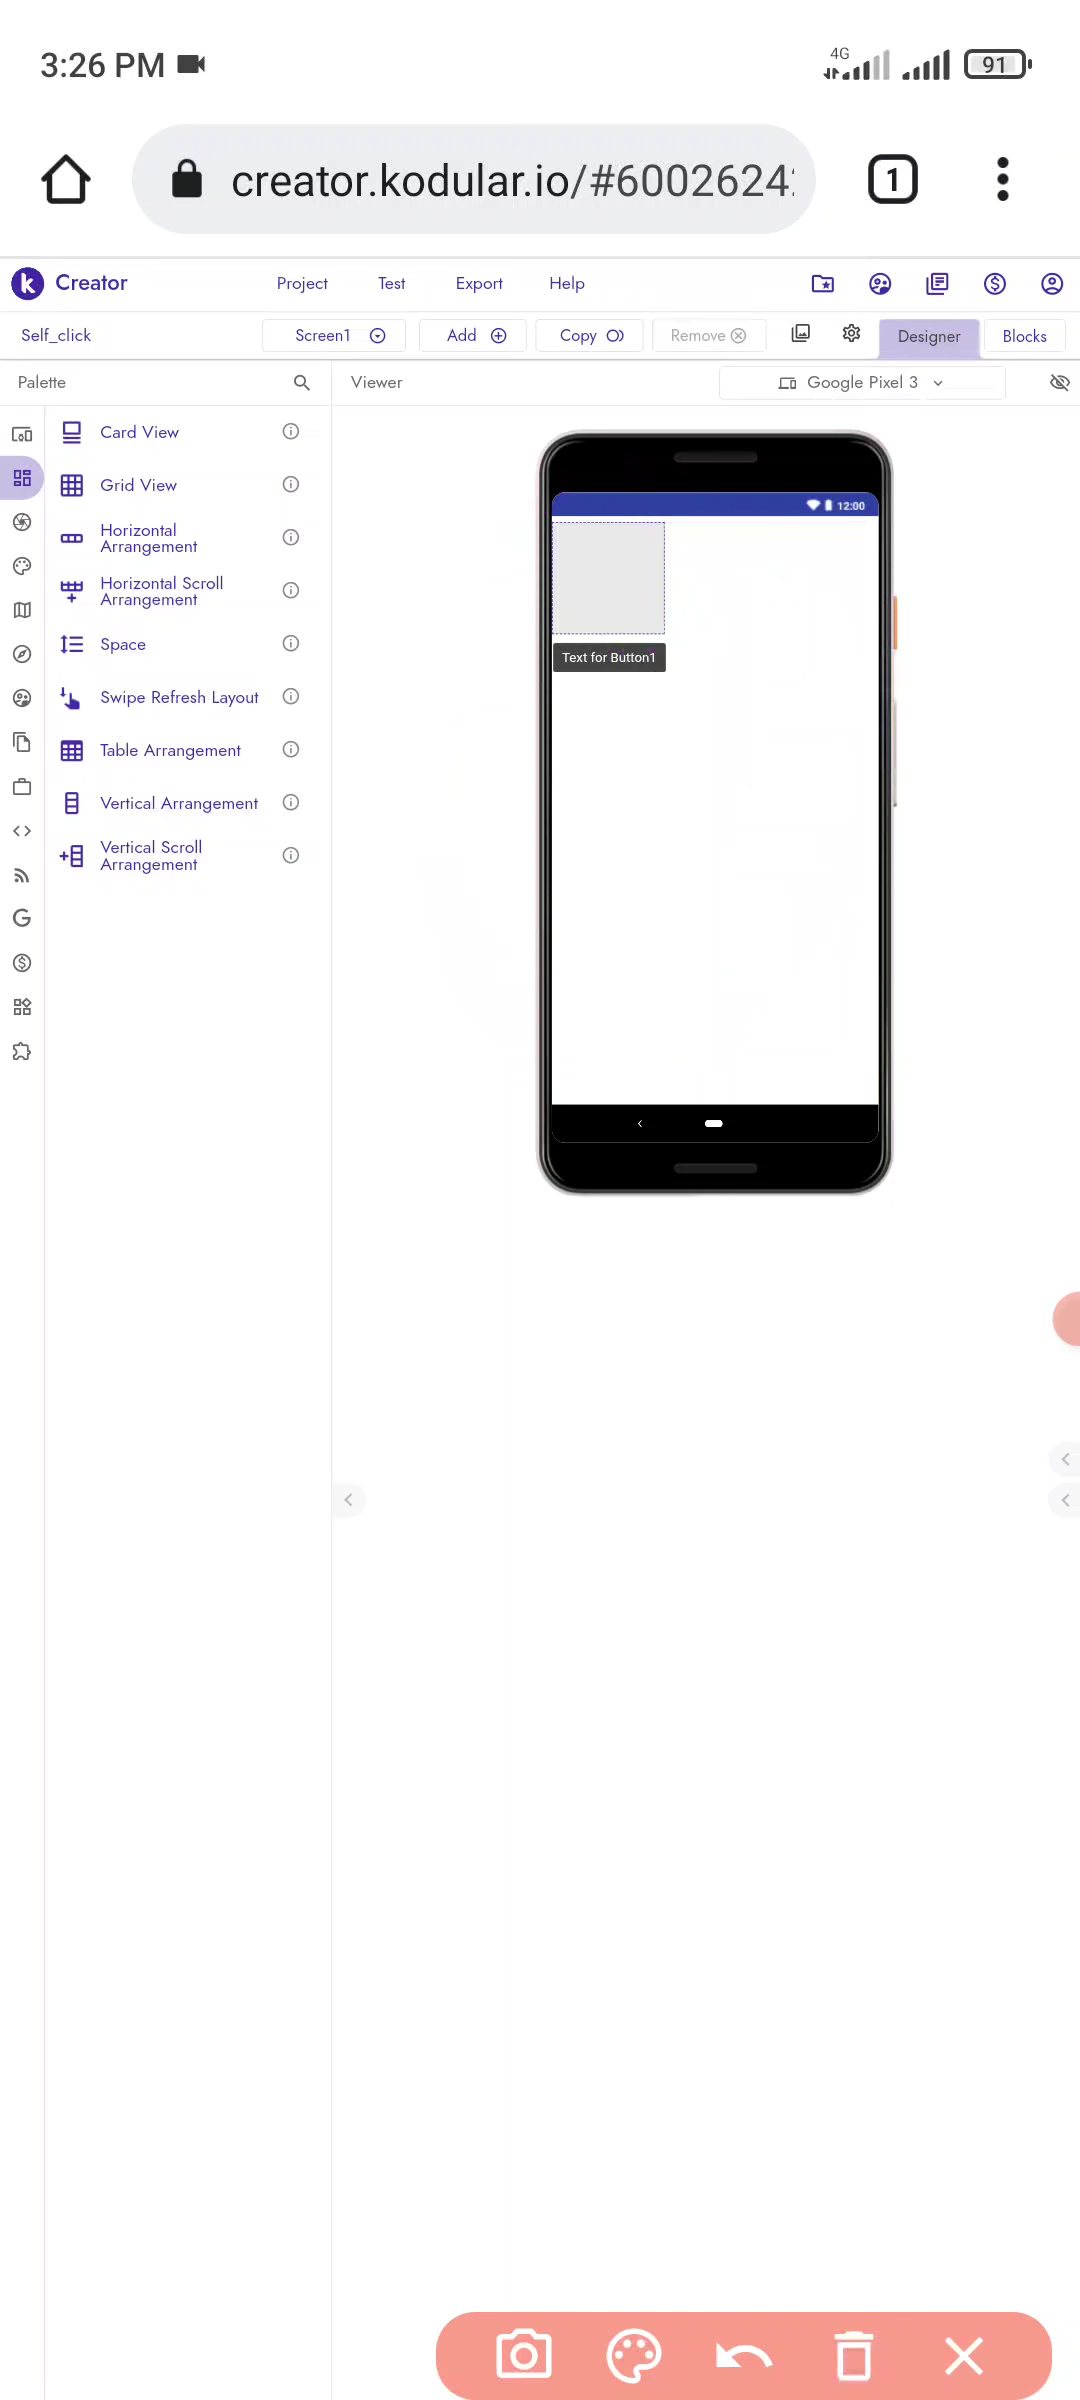 3:26 PM
4G
91
creator.kodular.io/#6002624
1
Creator
Project
Test
Export
Help
Self_click
Screen1
Add
Copy
Remove
Designer
Blocks
Palette
Viewer
Google Pixel 3
Card View
Grid View
Horizontal
Arrangement
Horizontal Scroll
Arrangement
Space
Swipe Refresh Layout
Table Arrangement
Vertical Arrangement
Vertical Scroll
Arrangement
12:00
Text for Button1